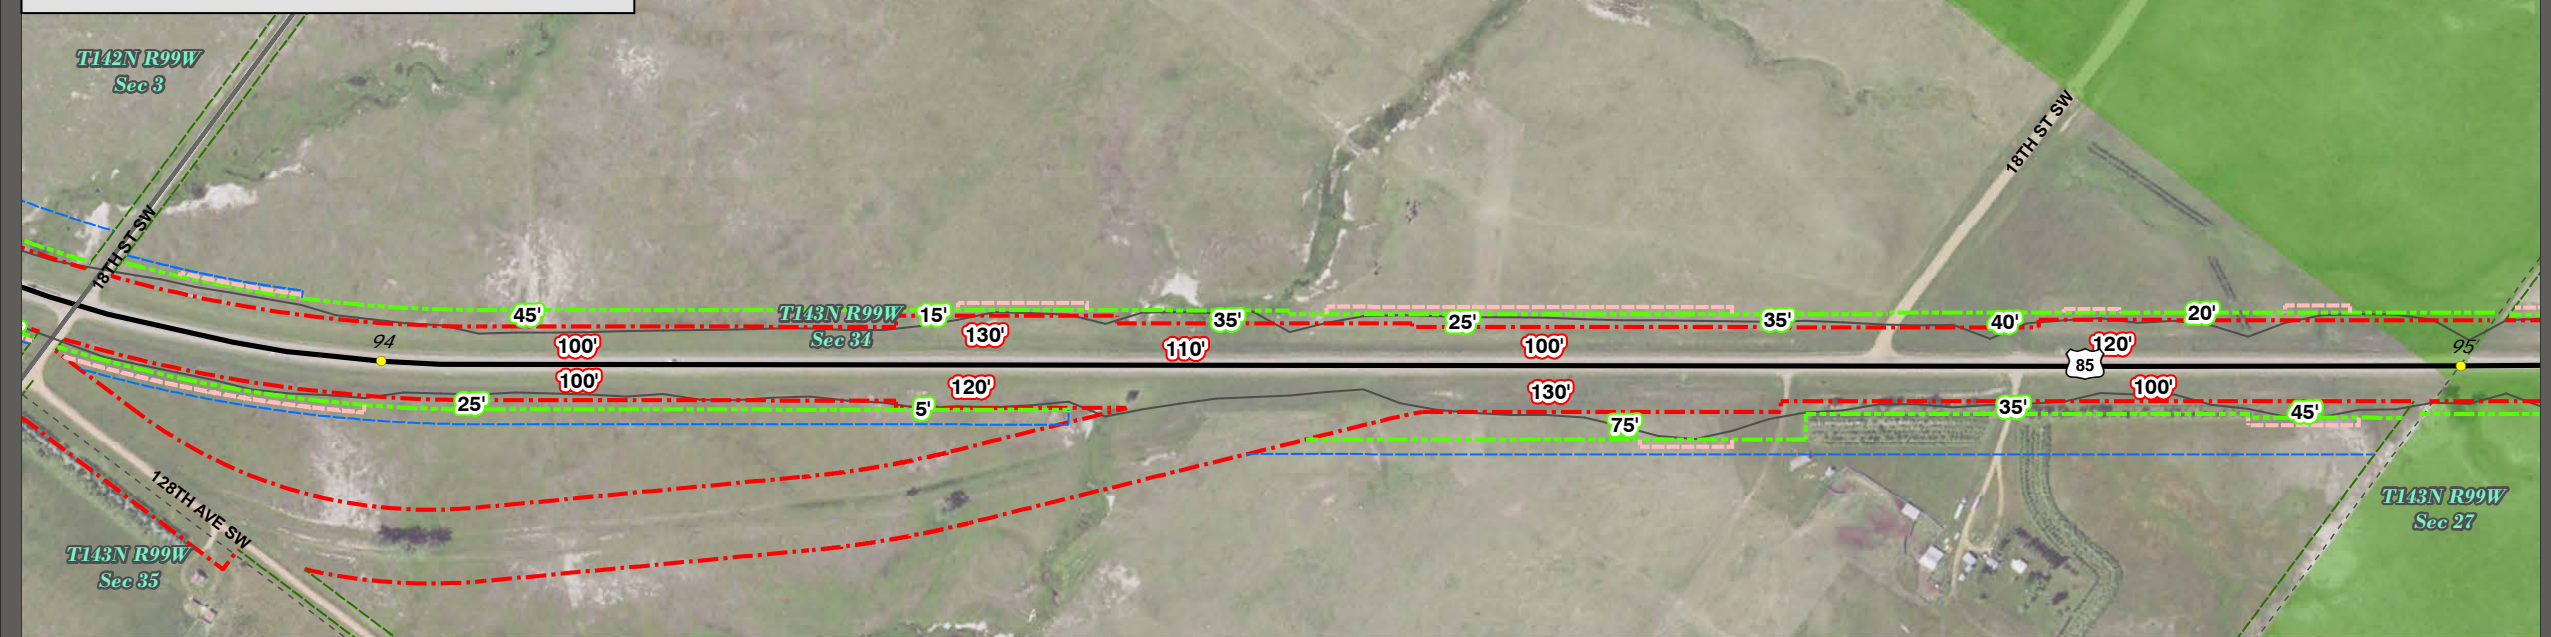 T142N R99W
Sec 3
18TH ST SW
18TH ST SW
94
45'
100'
100'
25'
T143N R99W
Sec 34
15'
130'
120'
5'
110'
35'
25'
100'
130'
75'
35'
40'
20'
120'
85
100'
35'
45'
95
128TH AVE SW
T143N R99W
Sec 35
T143N R99W
Sec 27